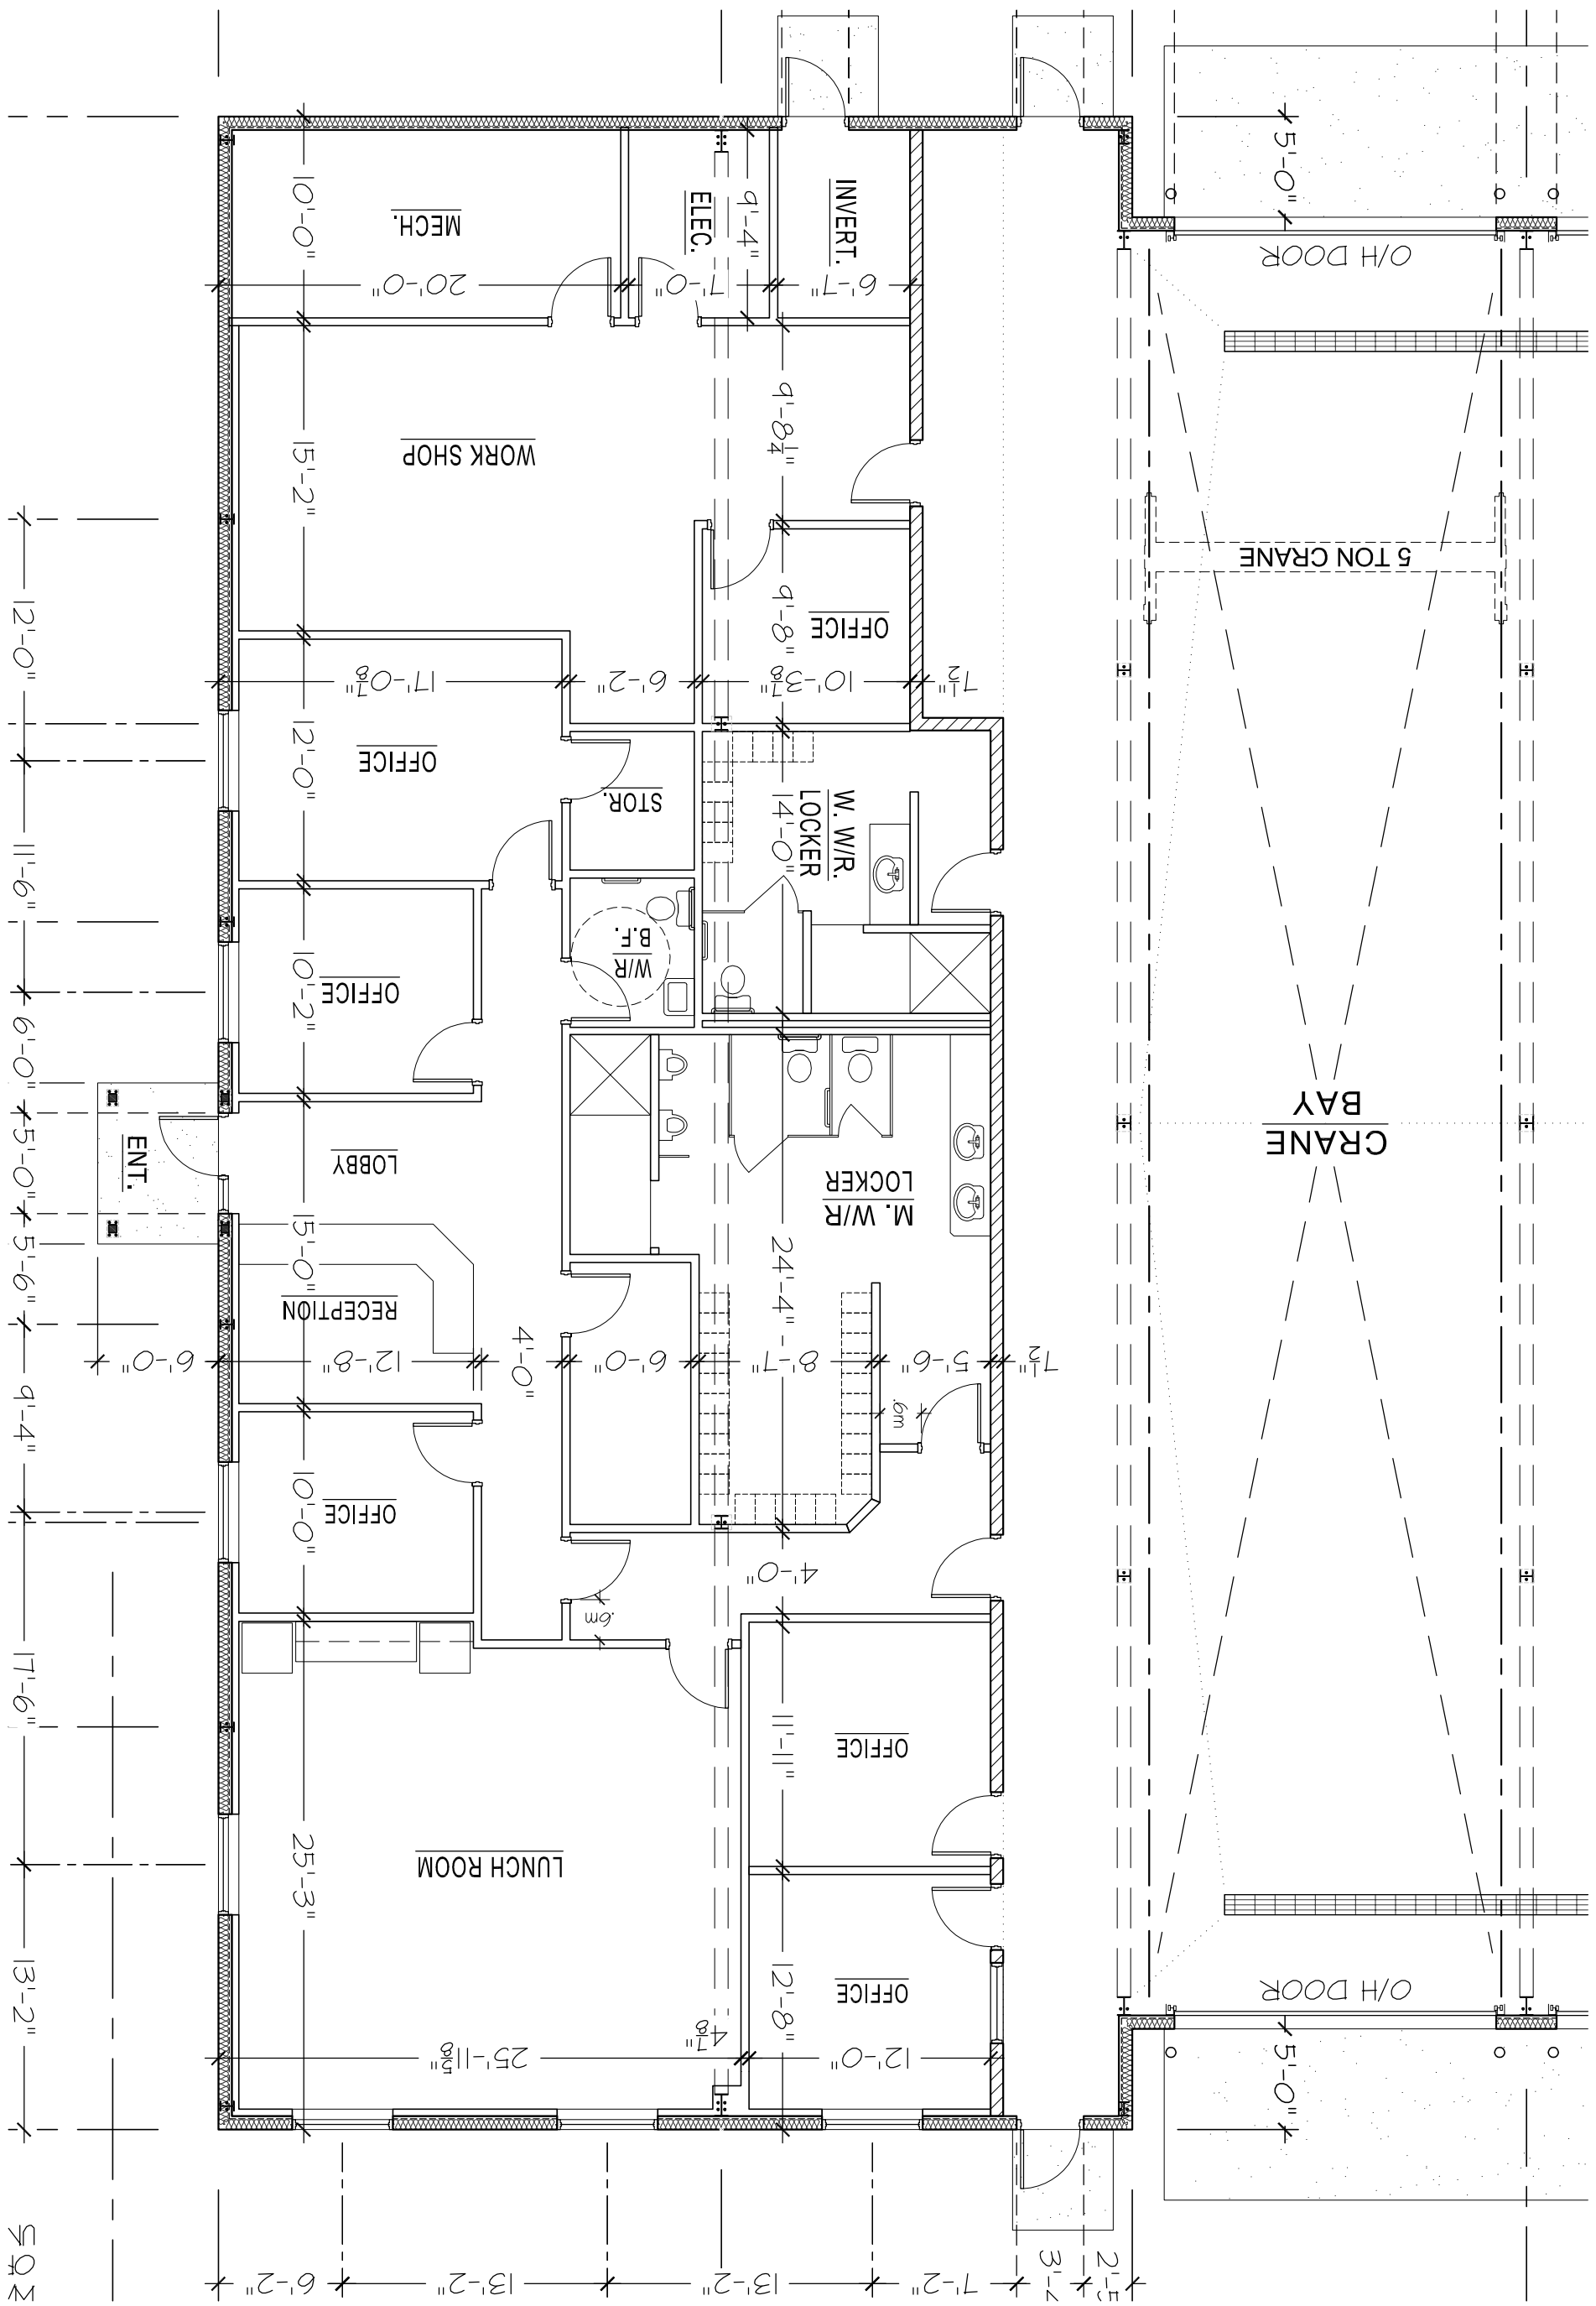 5'-0"
O/H DOOR
INVERT.
ELEC.
MECH.
9'-4"
10'-0"
6'-7"
7'-0"
20'-0"
9'-8 1/4"
WORK SHOP
15'-2"
5 TON CRANE
OFFICE
9'-8"
7 1/2"
10'-3 7/8"
6'-2"
17'-0 7/8"
12'-0"
OFFICE
12'-0"
STOR.
W. W/R.
LOCKER
14'-0"
11'-6"
W/R
B.F.
OFFICE
10'-2"
6'-0"
CRANE
BAY
ENT.
LOBBY
5'-0"
M. W/R
LOCKER
24'-4"
15'-0"
RECEPTION
5'-6"
7 1/2"
5'-6"
8'-7"
6'-0"
4'-0"
12'-8"
6'-0"
.6m
9'-4"
OFFICE
10'-0"
4'-0"
.6m
17'-6"
OFFICE
11'-11"
LUNCH ROOM
25'-3"
OFFICE
12'-8"
13'-2"
O/H DOOR
5'-0"
12'-0"
4 7/8"
25'-11 5/8"
7'-2"
13'-2"
13'-2"
6'-2"